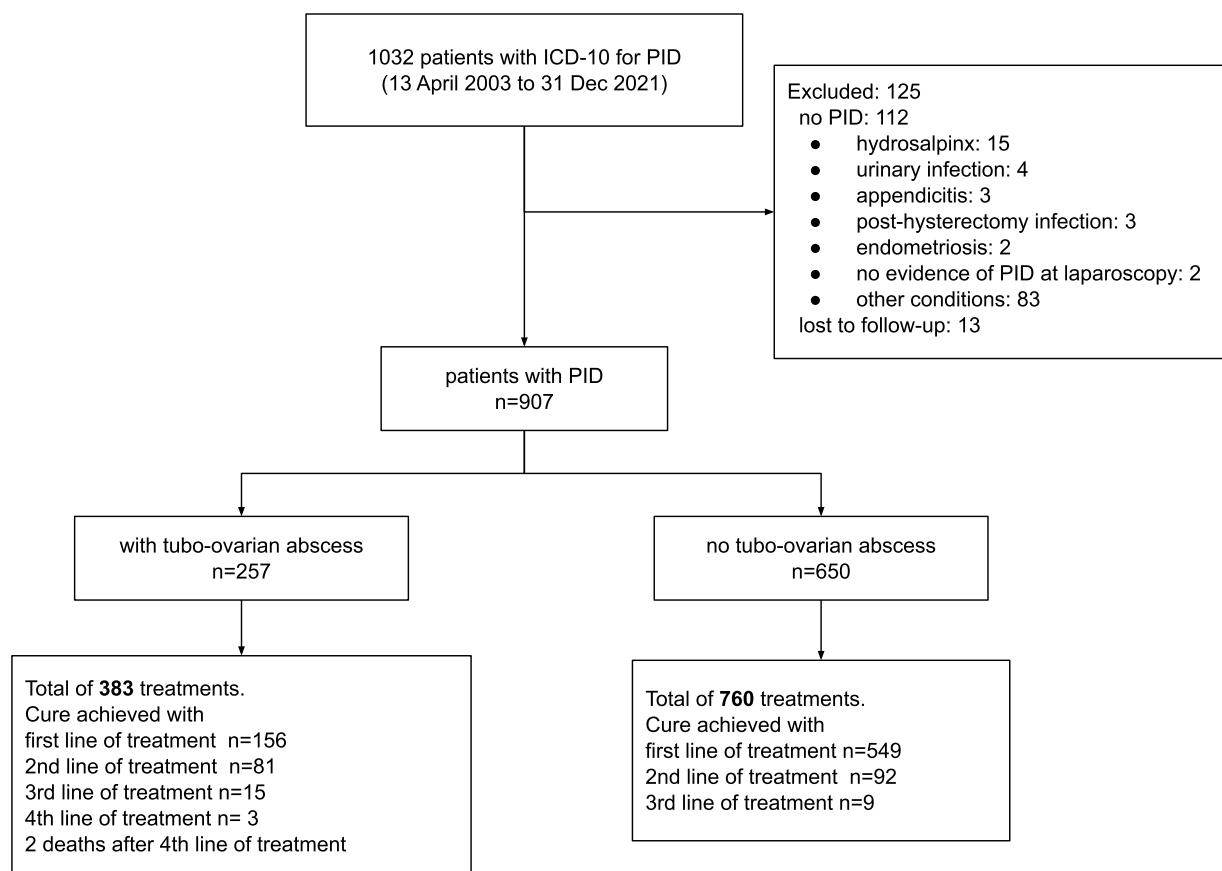 1032 patients with ICD-10 for PID
(13 April 2003 to 31 Dec 2021)
Excluded: 125
no PID: 112
● hydrosalpinx: 15
● urinary infection: 4
● appendicitis: 3
● post-hysterectomy infection: 3
● endometriosis: 2
● no evidence of PID at laparoscopy: 2
● other conditions: 83
lost to follow-up: 13
patients with PID
n=907
with tubo-ovarian abscess
n=257
no tubo-ovarian abscess
n=650
Total of 383 treatments.
Cure achieved with
first line of treatment n=156
2nd line of treatment n=81
3rd line of treatment n=15
4th line of treatment n= 3
2 deaths after 4th line of treatment
Total of 760 treatments.
Cure achieved with
first line of treatment n=549
2nd line of treatment n=92
3rd line of treatment n=9